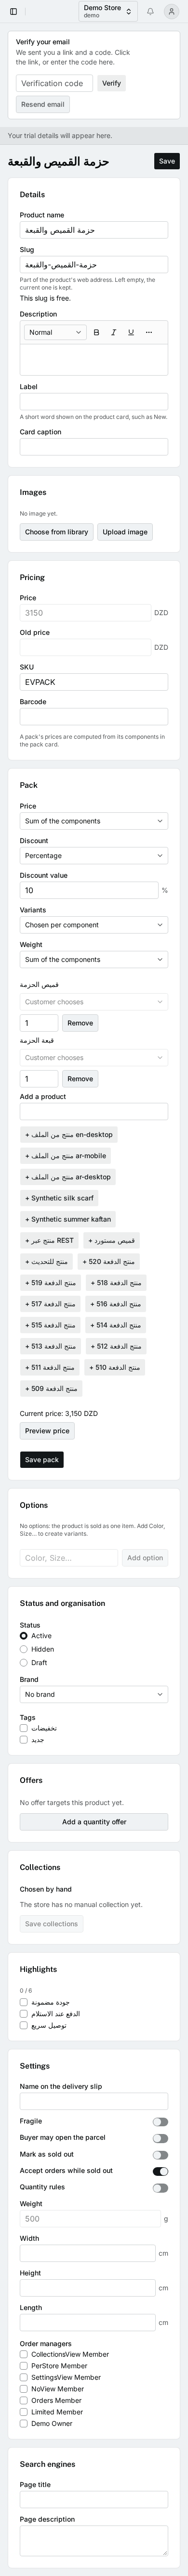 Demo Store
demo
Verify your email
We sent you a link and a code. Click
the link, or enter the code here.
Verification code
Verify
Resend email
Your trial details will appear here.
حزمة القميص والقبعة
Save
Details
Product name
حزمة القميص والقبعة
Slug
حزمة-القميص-والقبعة
Part of the product's web address. Left empty, the
current one is kept.
This slug is free.
Description
Normal
B I U ...
Label
A short word shown on the product card, such as New.
Card caption
Images
No image yet.
Choose from library
Upload image
Pricing
Price
3150 DZD
Old price
DZD
SKU
EVPACK
Barcode
A pack's prices are computed from its components in
the pack card.
Pack
Price
Sum of the components
Discount
Percentage
Discount value
10 %
Variants
Chosen per component
Weight
Sum of the components
قميص الحزمة
Customer chooses
1 Remove
قبعة الحزمة
Customer chooses
1 Remove
Add a product
+ منتج من الملف en-desktop
+ منتج من الملف ar-mobile
+ منتج من الملف ar-desktop
+ Synthetic silk scarf
+ Synthetic summer kaftan
+ منتج عبر REST
+ قميص مستورد
+ منتج للتحديث
+ منتج الدفعة 520
+ منتج الدفعة 519
+ منتج الدفعة 518
+ منتج الدفعة 517
+ منتج الدفعة 516
+ منتج الدفعة 515
+ منتج الدفعة 514
+ منتج الدفعة 513
+ منتج الدفعة 512
+ منتج الدفعة 511
+ منتج الدفعة 510
+ منتج الدفعة 509
Current price: 3,150 DZD
Preview price
Save pack
Options
No options: the product is sold as one item. Add Color,
Size... to create variants.
Color, Size...
Add option
Status and organisation
Status
Active
Hidden
Draft
Brand
No brand
Tags
تخفيضات
جديد
Offers
No offer targets this product yet.
Add a quantity offer
Collections
Chosen by hand
The store has no manual collection yet.
Save collections
Highlights
0 / 6
جودة مضمونة
الدفع عند الاستلام
توصيل سريع
Settings
Name on the delivery slip
Fragile
Buyer may open the parcel
Mark as sold out
Accept orders while sold out
Quantity rules
Weight
500 g
Width
cm
Height
cm
Length
cm
Order managers
CollectionsView Member
PerStore Member
SettingsView Member
NoView Member
Orders Member
Limited Member
Demo Owner
Search engines
Page title
Page description